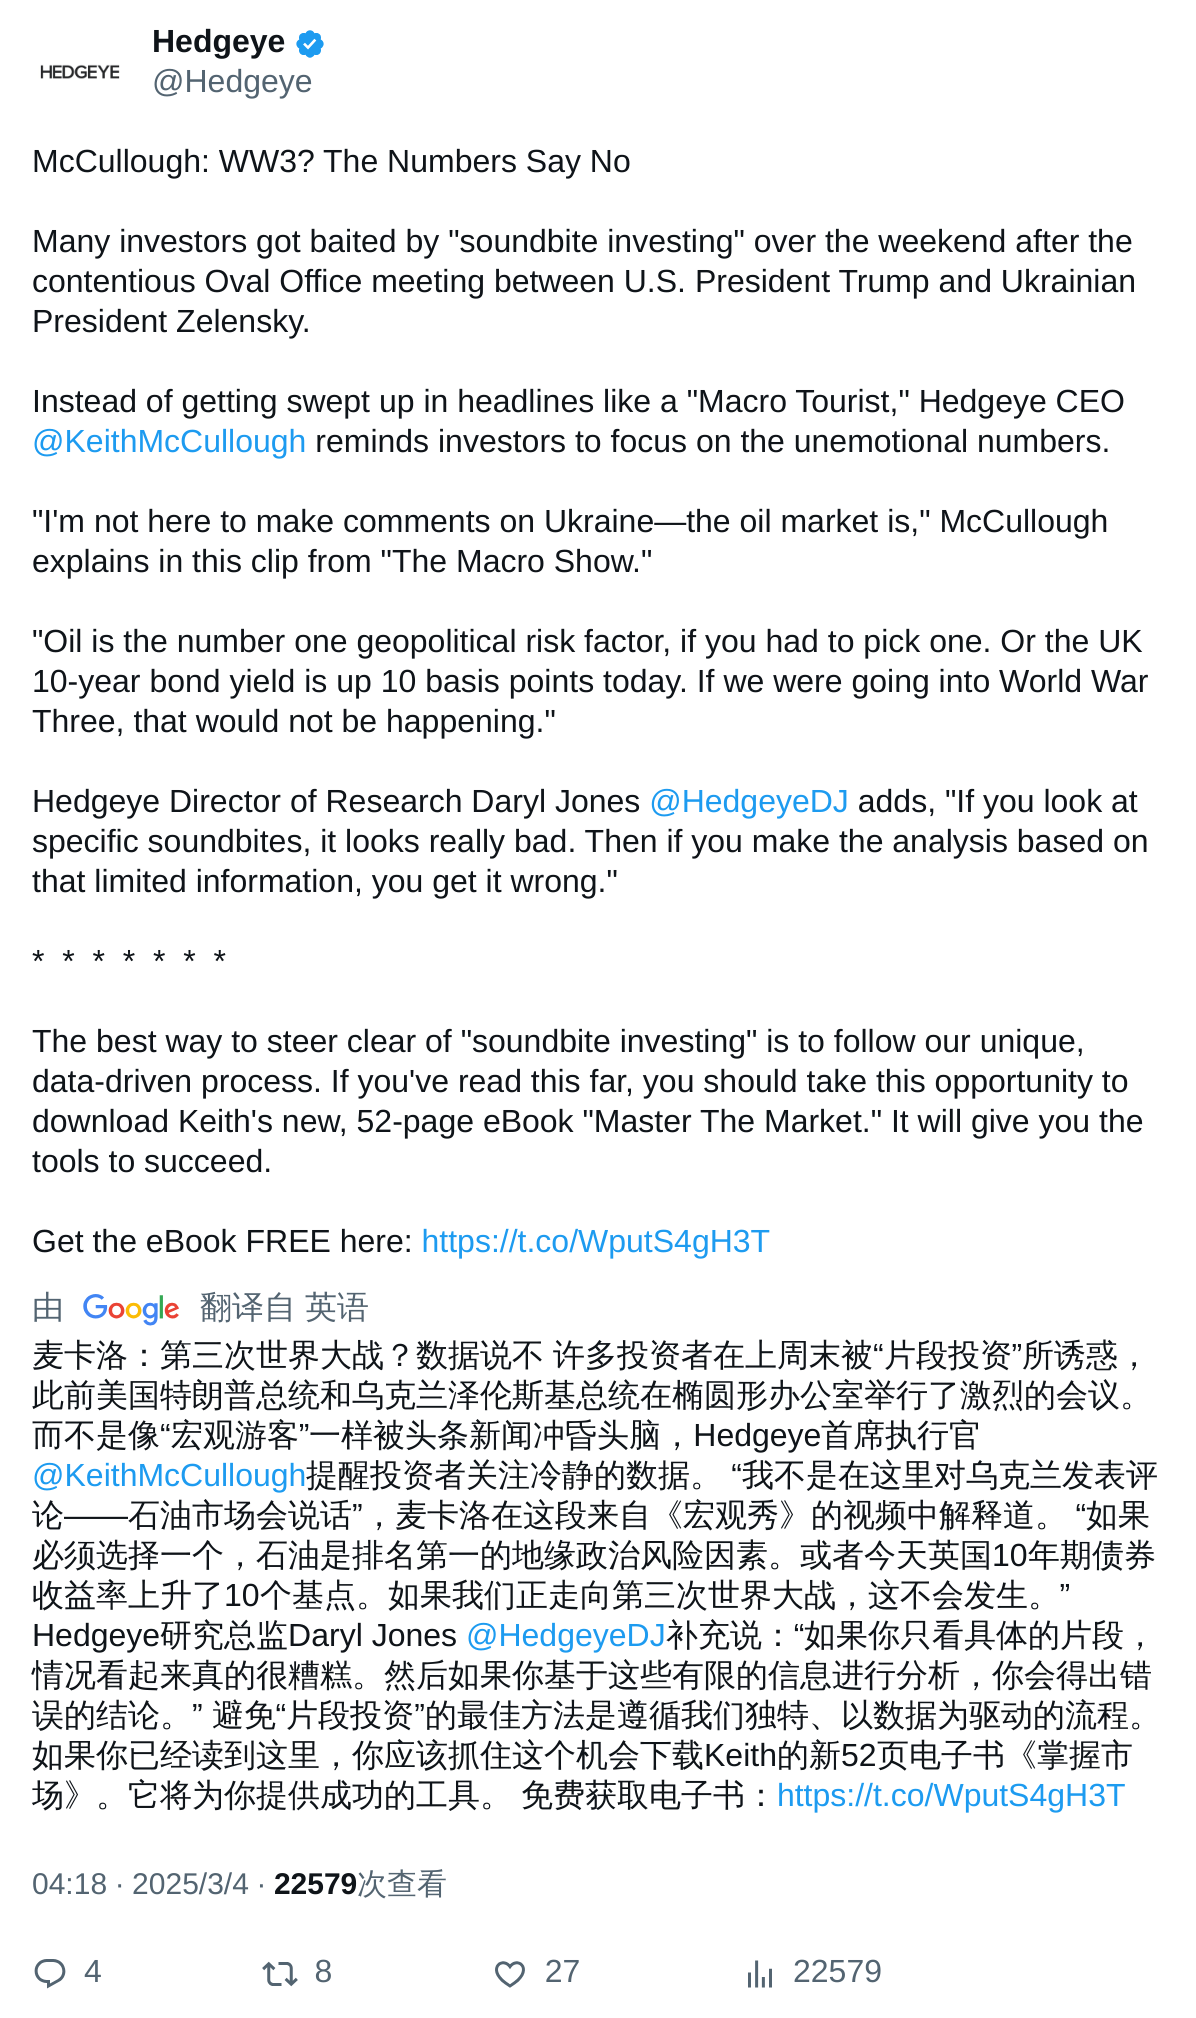 HEDGEYE
Hedgeye
@Hedgeye
McCullough: WW3? The Numbers Say No
Many investors got baited by "soundbite investing" over the weekend after the
contentious Oval Office meeting between U.S. President Trump and Ukrainian
President Zelensky.
Instead of getting swept up in headlines like a "Macro Tourist," Hedgeye CEO
@KeithMcCullough reminds investors to focus on the unemotional numbers.
"I'm not here to make comments on Ukraine—the oil market is," McCullough
explains in this clip from "The Macro Show."
"Oil is the number one geopolitical risk factor, if you had to pick one. Or the UK
10-year bond yield is up 10 basis points today. If we were going into World War
Three, that would not be happening."
Hedgeye Director of Research Daryl Jones @HedgeyeDJ adds, "If you look at
specific soundbites, it looks really bad. Then if you make the analysis based on
that limited information, you get it wrong."
* * * * * * *
The best way to steer clear of "soundbite investing" is to follow our unique,
data-driven process. If you've read this far, you should take this opportunity to
download Keith's new, 52-page eBook "Master The Market." It will give you the
tools to succeed.
Get the eBook FREE here: https://t.co/WputS4gH3T
由 Google 翻译自 英语
麦卡洛：第三次世界大战？数据说不 许多投资者在上周末被“片段投资”所诱惑，
此前美国特朗普总统和乌克兰泽伦斯基总统在椭圆形办公室举行了激烈的会议。
而不是像“宏观游客”一样被头条新闻冲昏头脑，Hedgeye首席执行官
@KeithMcCullough提醒投资者关注冷静的数据。 “我不是在这里对乌克兰发表评
论——石油市场会说话”，麦卡洛在这段来自《宏观秀》的视频中解释道。 “如果
必须选择一个，石油是排名第一的地缘政治风险因素。或者今天英国10年期债券
收益率上升了10个基点。如果我们正走向第三次世界大战，这不会发生。”
Hedgeye研究总监Daryl Jones @HedgeyeDJ补充说：“如果你只看具体的片段，
情况看起来真的很糟糕。然后如果你基于这些有限的信息进行分析，你会得出错
误的结论。” 避免“片段投资”的最佳方法是遵循我们独特、以数据为驱动的流程。
如果你已经读到这里，你应该抓住这个机会下载Keith的新52页电子书《掌握市
场》。它将为你提供成功的工具。 免费获取电子书：https://t.co/WputS4gH3T
04:18 · 2025/3/4 · 22579次查看
4 8 27 22579